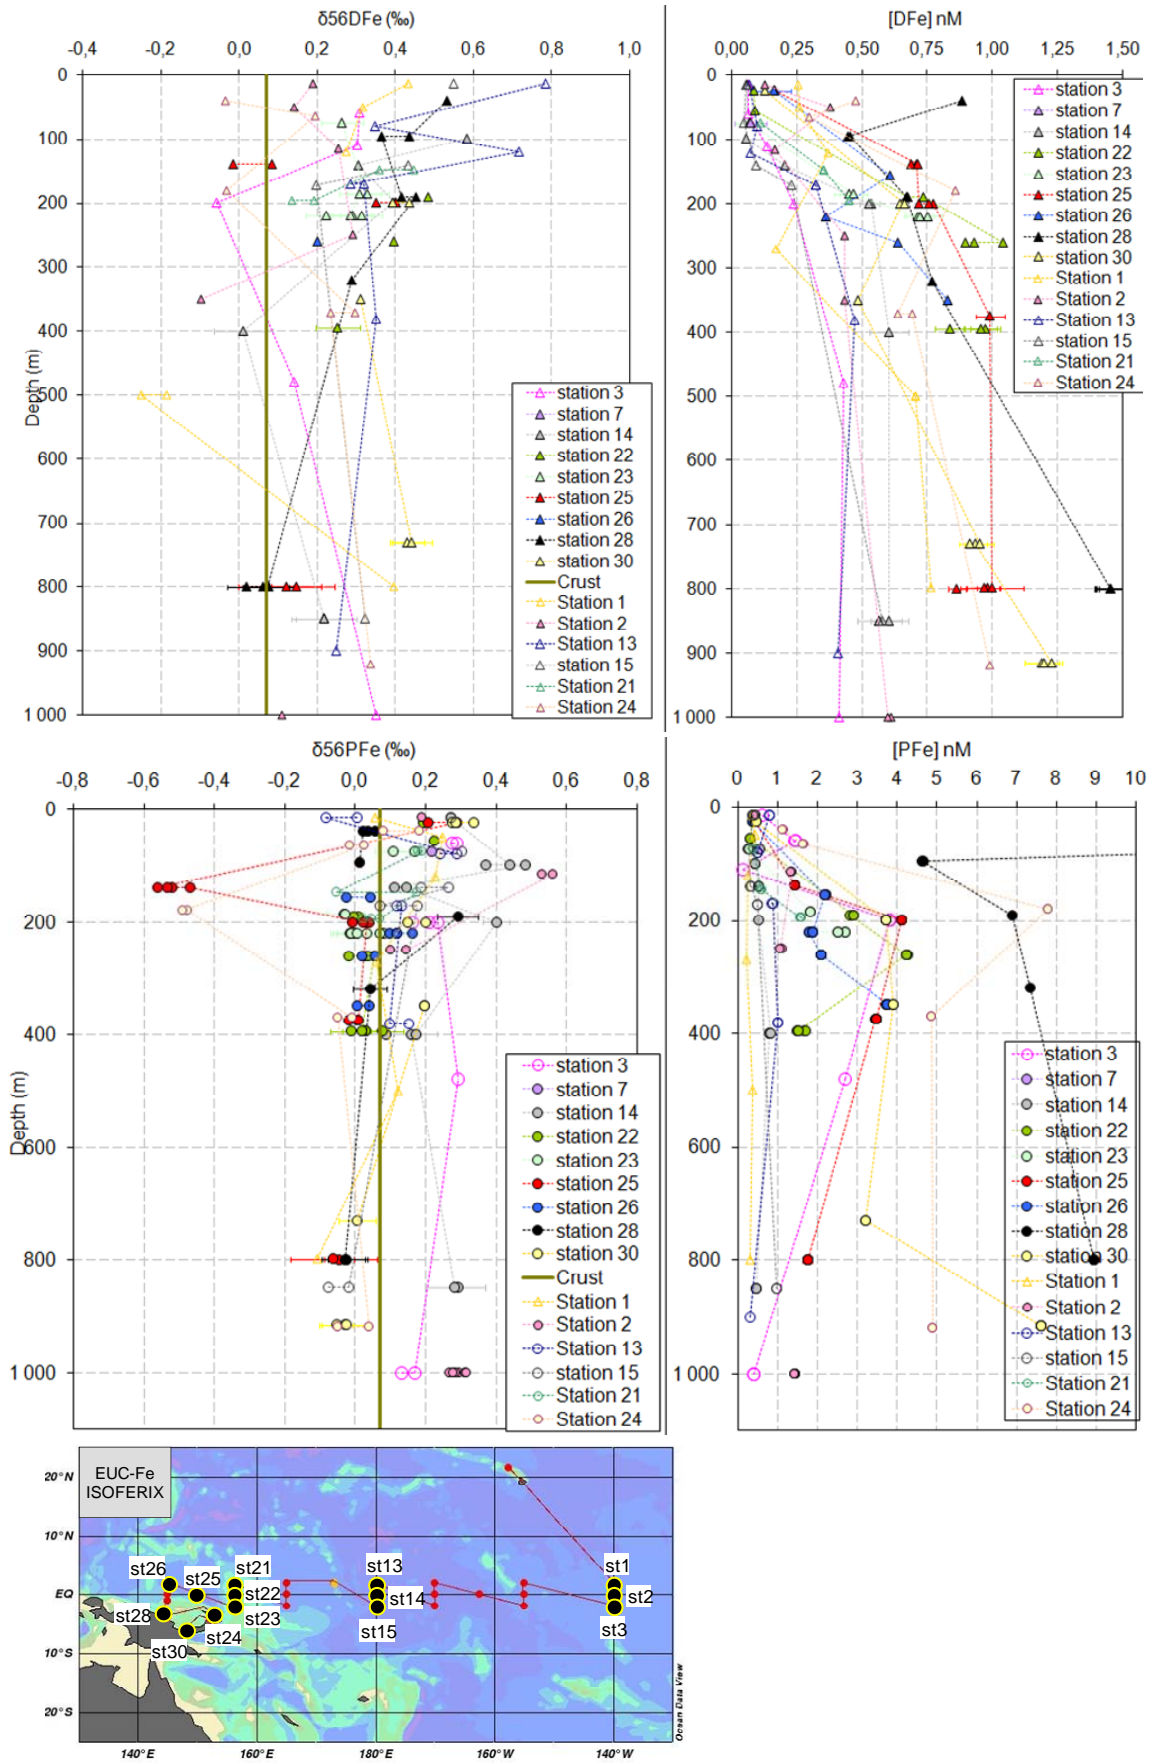 δ56DFe (‰)
-0,4 -0,2 0,0 0,2 0,4 0,6 0,8 1,0
0
100
200
300
400
500
600
700
800
900
1 000
Depth (m)
station 3
station 7
station 14
station 22
station 23
station 25
station 26
station 28
station 30
Crust
Station 1
Station 2
Station 13
station 15
Station 21
Station 24
[DFe] nM
0,00 0,25 0,50 0,75 1,00 1,25 1,50
0
100
200
300
400
500
600
700
800
900
1 000
station 3
station 7
station 14
station 22
station 23
station 25
station 26
station 28
station 30
Station 1
Station 2
Station 13
station 15
Station 21
Station 24
δ56PFe (‰)
-0,8 -0,6 -0,4 -0,2 0,0 0,2 0,4 0,6 0,8
0
200
400
600
800
1 000
Depth (m)
station 3
station 7
station 14
station 22
station 23
station 25
station 26
station 28
station 30
Crust
Station 1
Station 2
Station 13
station 15
Station 21
Station 24
[PFe] nM
0 1 2 3 4 5 6 7 8 9 10
0
200
400
600
800
1 000
station 3
station 7
station 14
station 22
station 23
station 25
station 26
station 28
station 30
Station 1
Station 2
Station 13
station 15
Station 21
Station 24
EUC-Fe
ISOFERIX
20°N
10°N
EQ
10°S
20°S
st26
st25
st21
st22
st28
st23
st24
st30
st13
st14
st15
st1
st2
st3
140°E 160°E 180°E 160°W 140°W
Ocean Data View